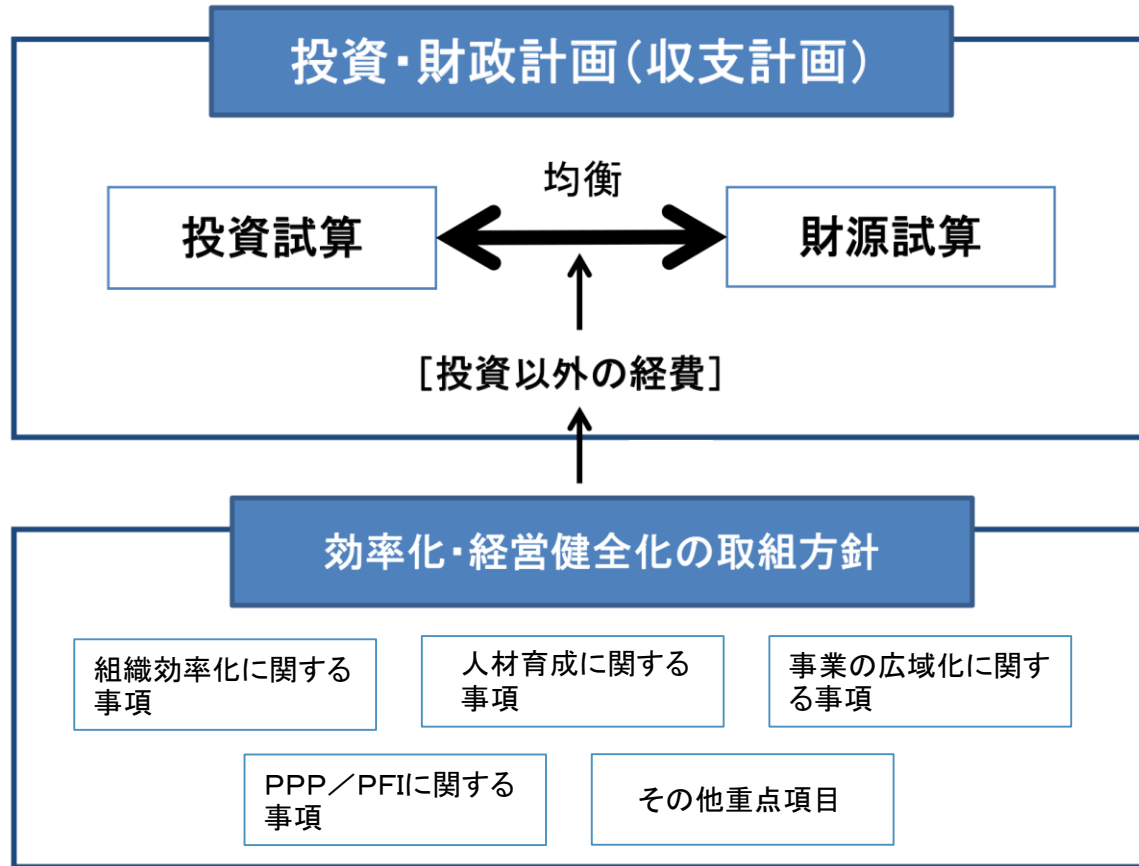 投資・財政計画（収支計画）
均衡
投資試算
財源試算
［投資以外の経費］
効率化・経営健全化の取組方針
組織効率化に関する
事項
人材育成に関する
事項
事業の広域化に関す
る事項
PPP／PFIに関する
事項
その他重点項目